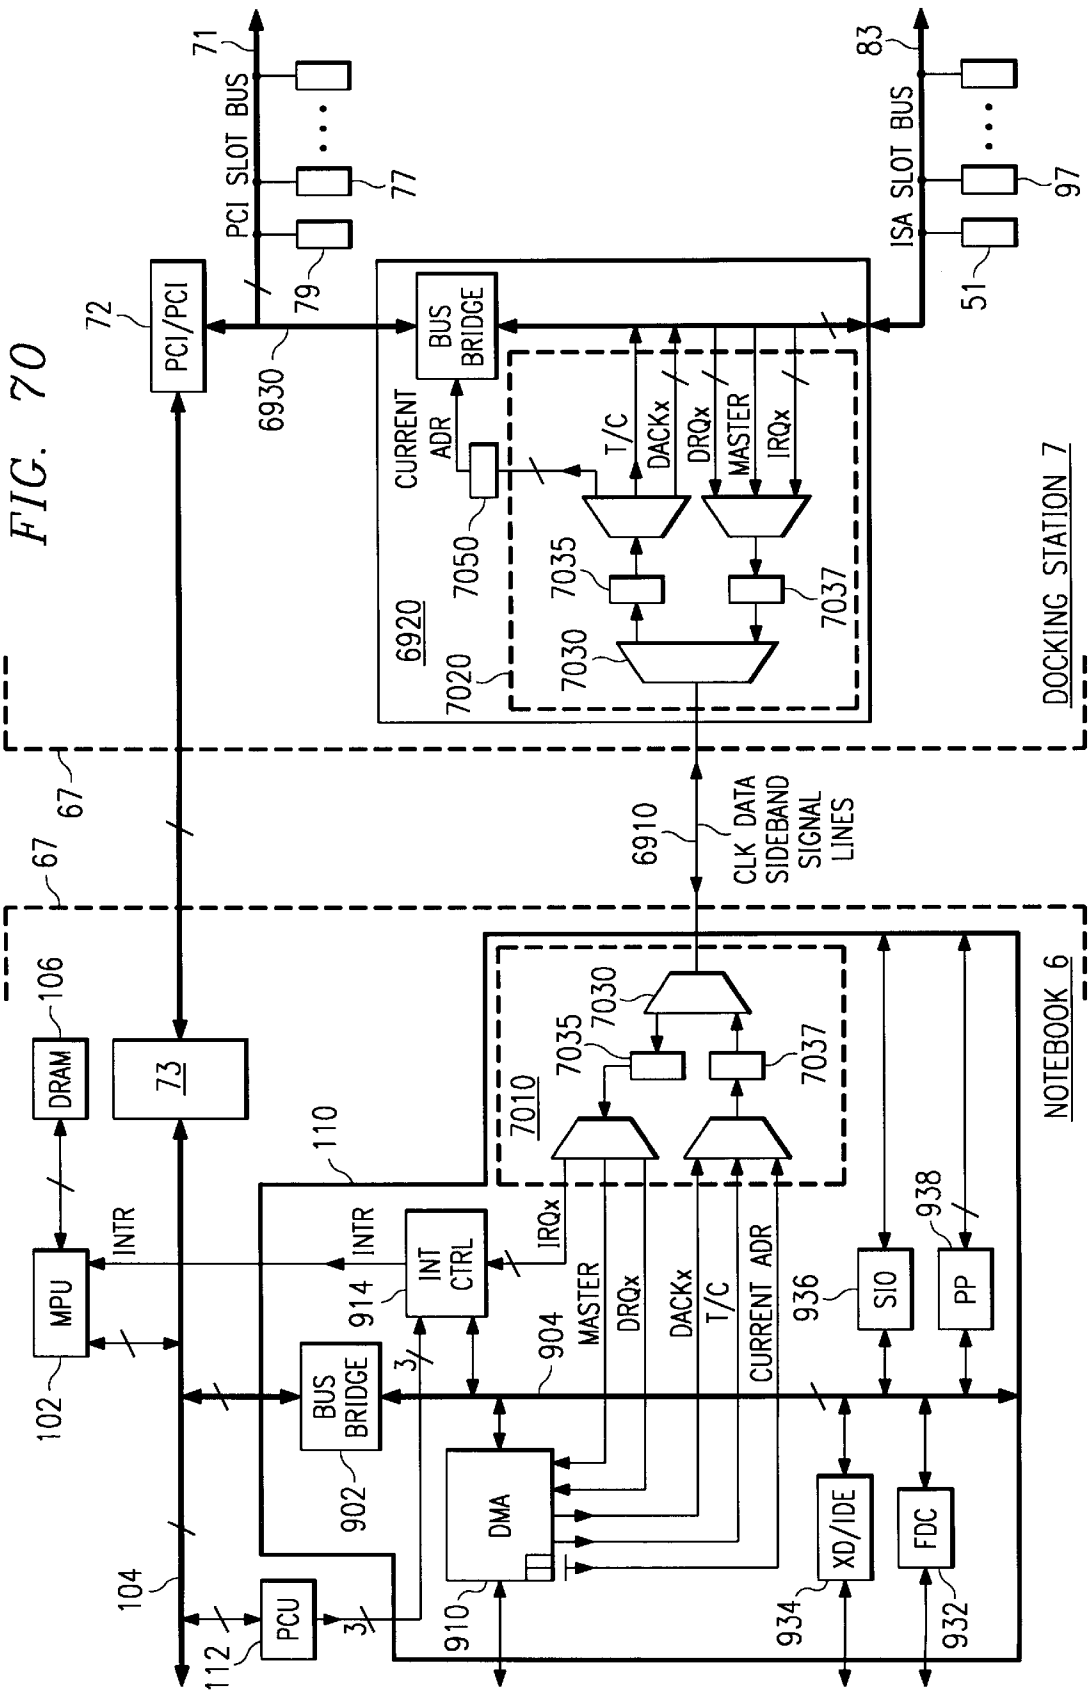 FIG. 70
67
67
71
PCI SLOT BUS
77
79
72
PCI/PCI
6930
83
ISA SLOT BUS
97
51
BUS
BRIDGE
CURRENT
ADR
7050
6920
7020
T/C
DACKx
DRQx
MASTER
IRQx
7035
7030
7037
DOCKING STATION 7
6910
CLK DATA
SIDEBAND
SIGNAL
LINES
106
DRAM
73
110
MPU
102
INTR
INTR
INT
CTRL
914
IRQx
7010
7035
7030
7037
MASTER
DRQx
DACKx
T/C
CURRENT ADR
904
3
BUS
BRIDGE
902
104
PCU
112
3
DMA
910
936
SIO
938
PP
XD/IDE
934
FDC
932
NOTEBOOK 6